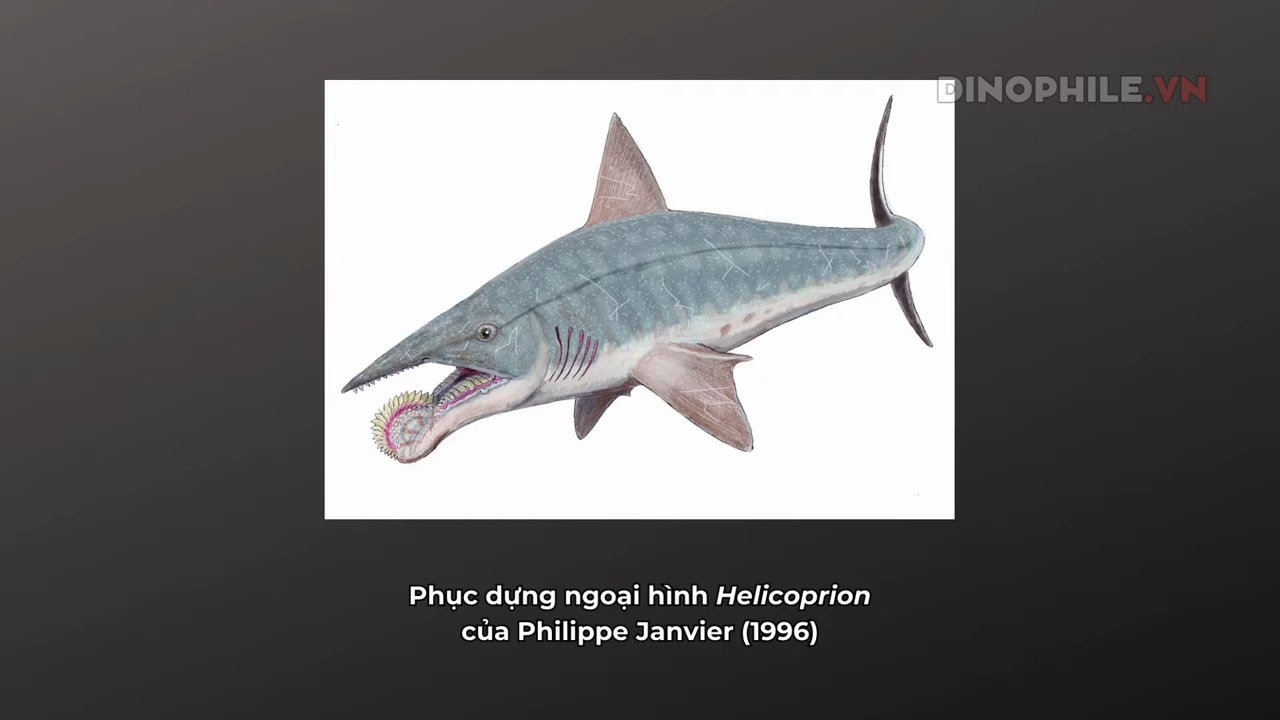 DINOPHILE.VN
Phục dựng ngoại hình Helicoprion
của Philippe Janvier (1996)